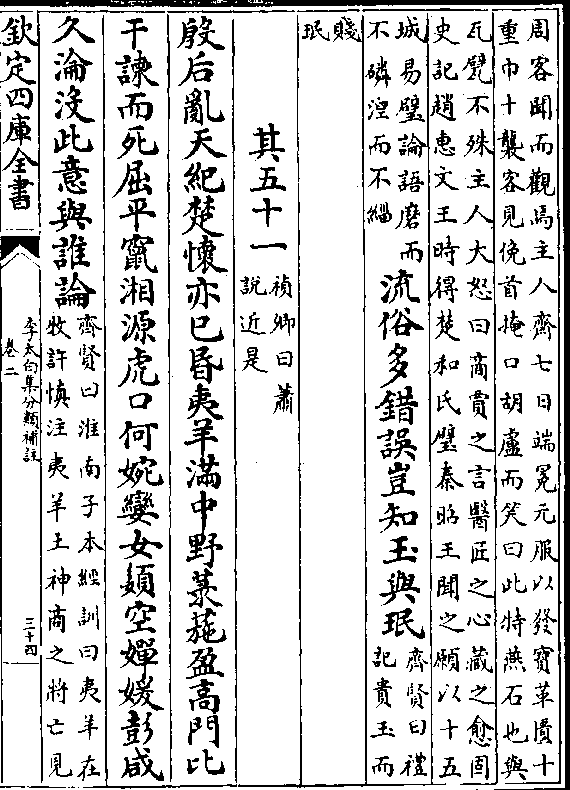 周客聞而觀焉主人齊七日端冕元服以發寶革匱十
重巾十襲客見俛首掩口胡盧而笑曰此特燕石也與
瓦甓不殊主人大怒曰商賈之言醫匠之心藏之愈固
史記趙惠文王時得楚和氏璧秦昭王聞之願以十五
城易璧論語磨而
不磷湼而不緇
流俗多錯誤豈知玉與珉
齊賢曰禮
記貴玉而
賤
珉
其五十一
禎卿曰蕭
說近是
殷后亂天紀楚懷亦已昏夷羊滿中野菉葹盈高門比
干諫而死屈平竄湘源虎口何婉孌女嬃空嬋媛彭咸
久淪沒此意與誰論
齊賢曰淮南子本經訓曰夷羊在
牧許慎注夷羊土神商之將亡見
欽定四庫全書
李太白集分類補註
卷二
三十四